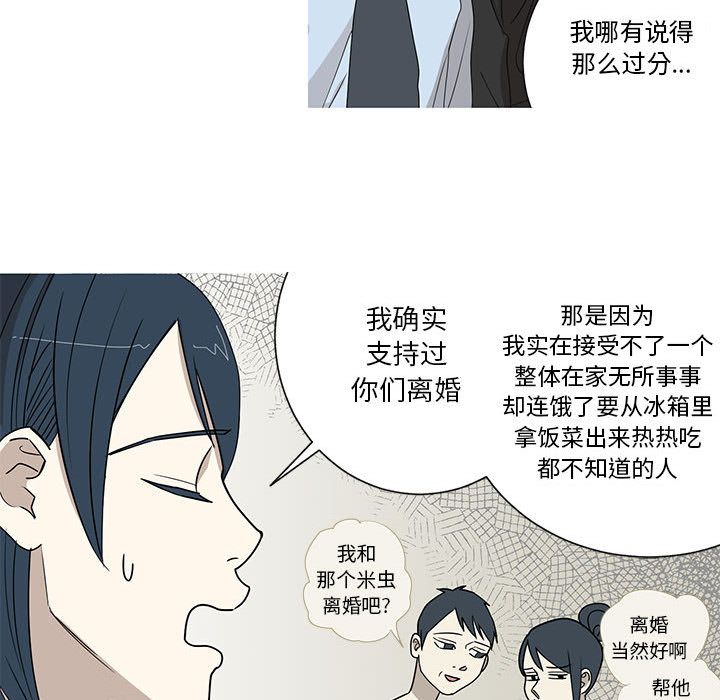 我哪有说得
那么过分...
我确实
支持过
你们离婚
那是因为
我实在接受不了一个
整体在家无所事事
却连饿了要从冰箱里
拿饭菜出来热热吃
都不知道的人
我和
那个米虫
离婚吧?
离婚
当然好啊
帮他